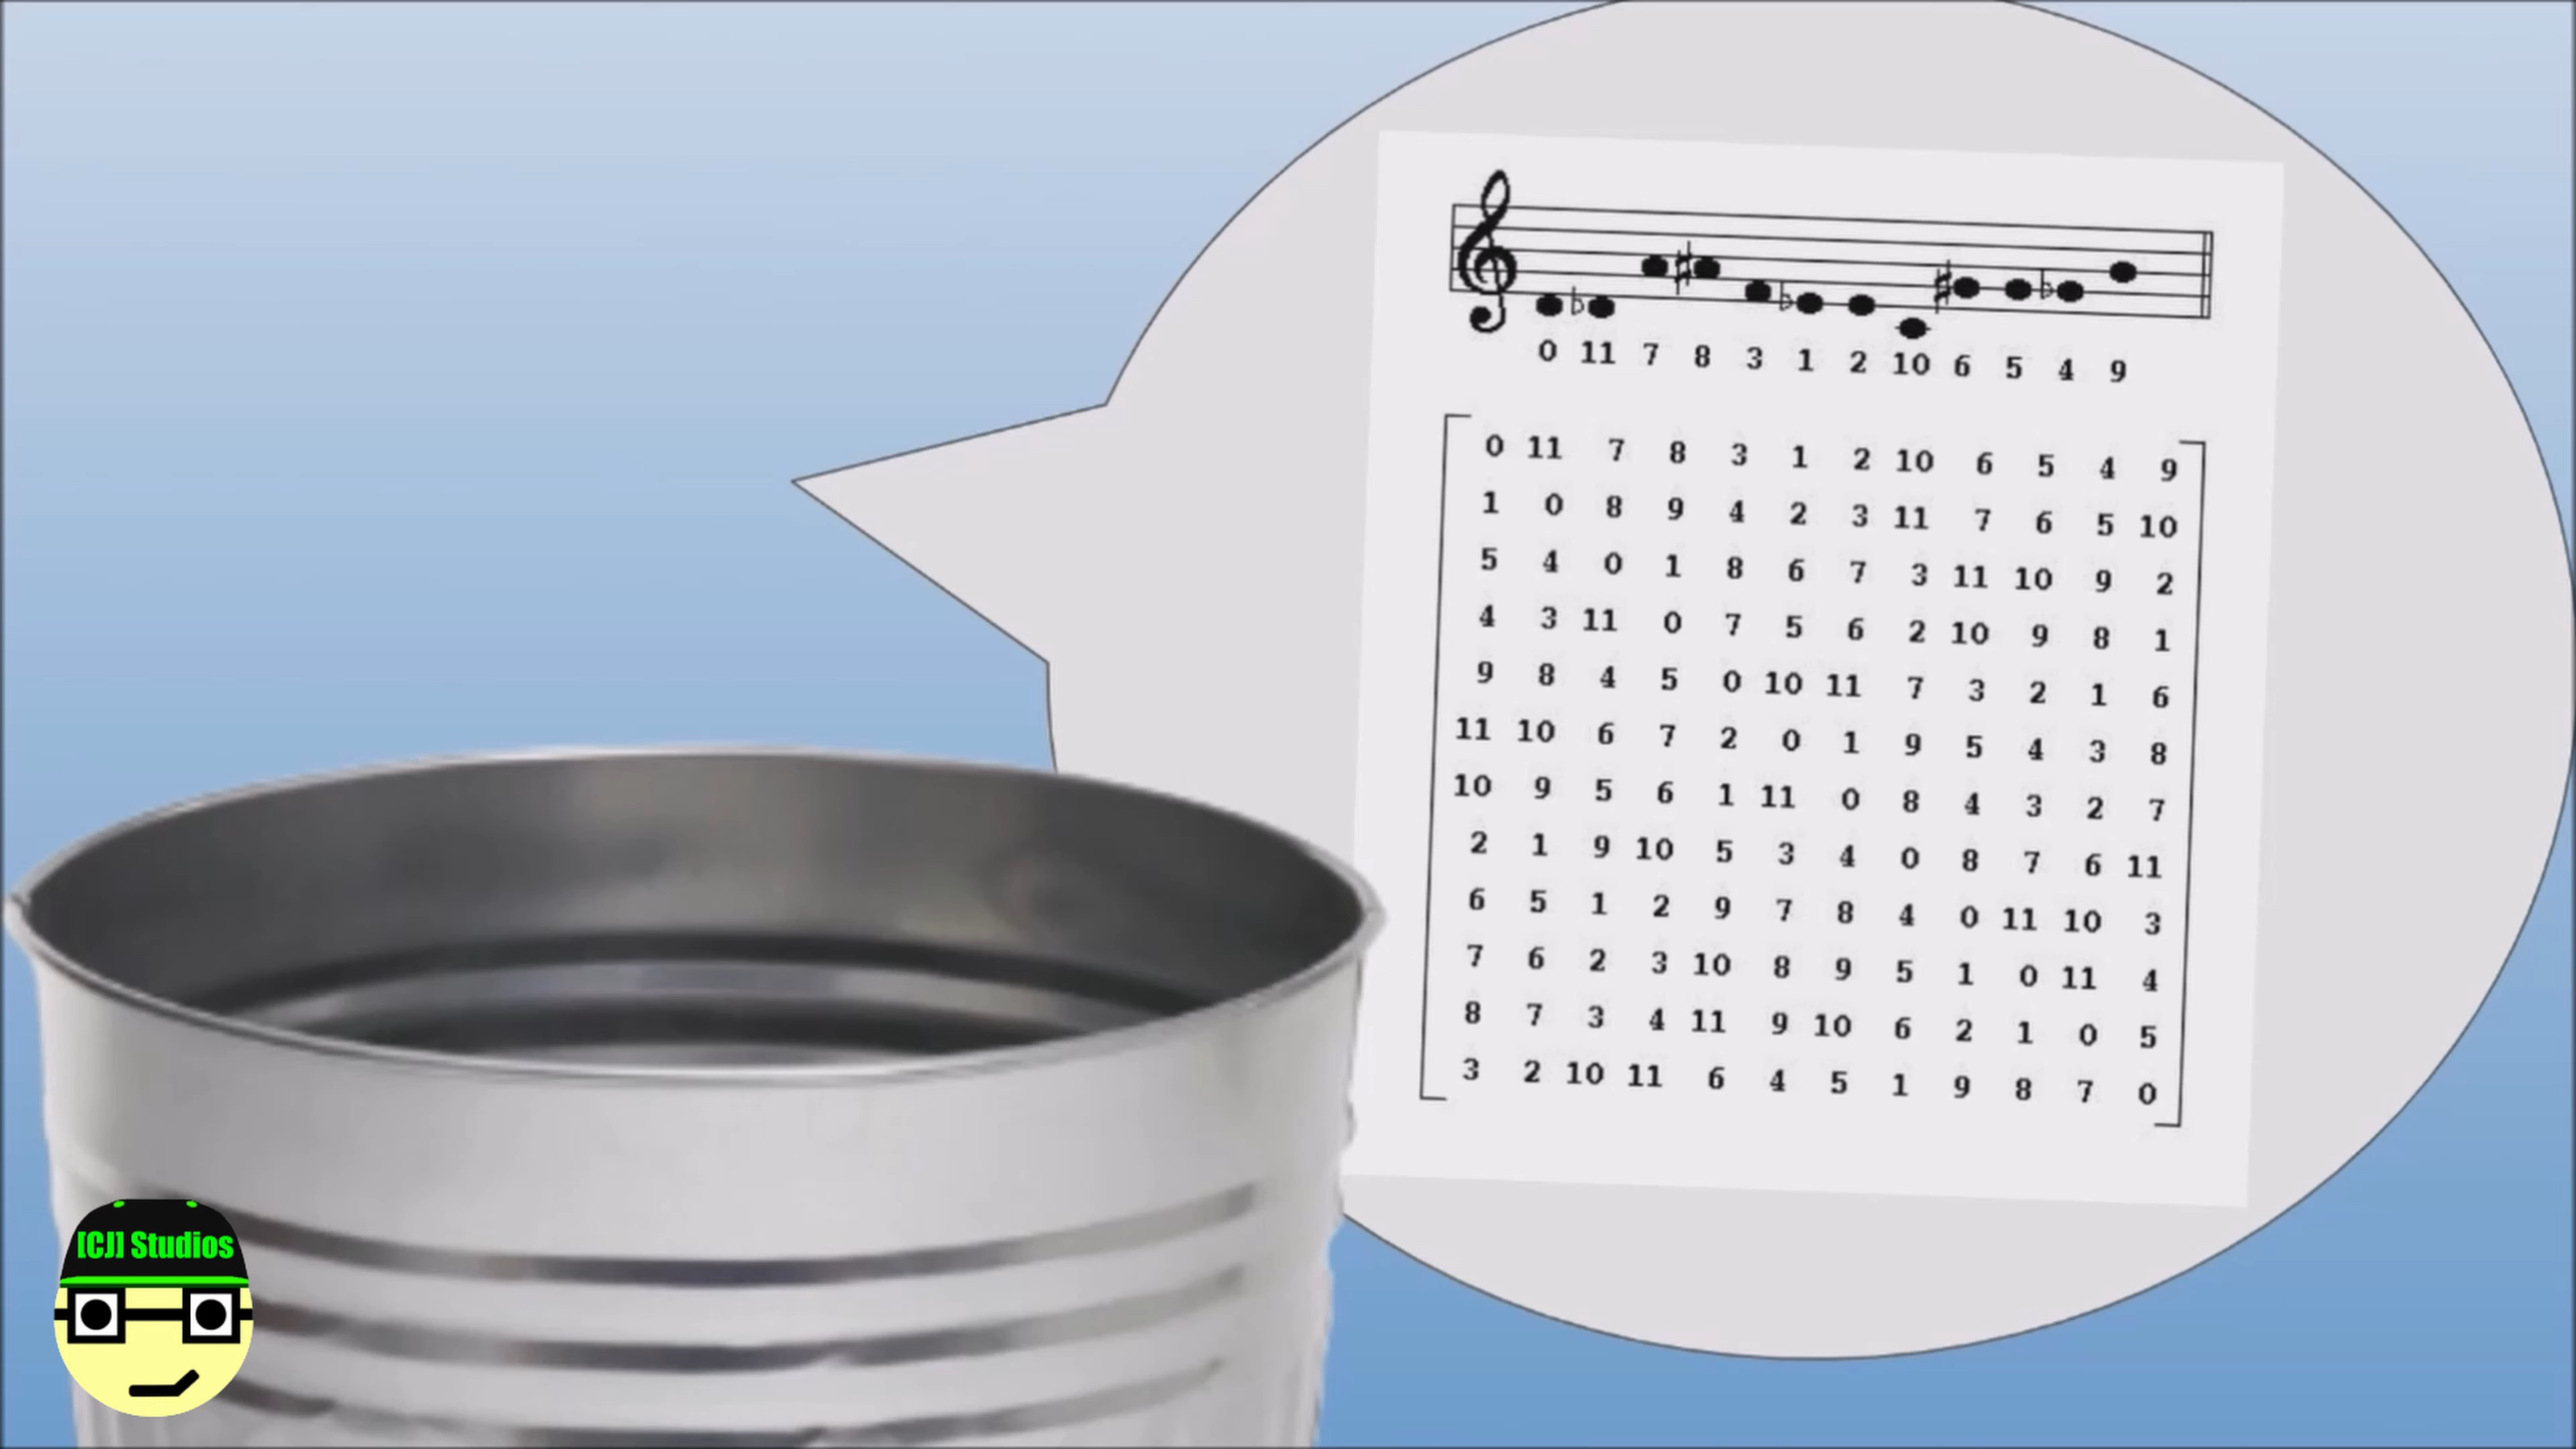 0 11 7 8 3 1 2 10 6 5 4 9
0 11 7 8 3 1 2 10 6 5 4 9
1 0 8 9 4 2 3 11 7 6 5 10
5 4 0 1 8 6 7 3 11 10 9 2
4 3 11 0 7 5 6 2 10 9 8 1
9 8 4 5 0 10 11 7 3 2 1 6
11 10 6 7 2 0 1 9 5 4 3 8
10 9 5 6 1 11 0 8 4 3 2 7
2 1 9 10 5 3 4 0 8 7 6 11
6 5 1 2 9 7 8 4 0 11 10 3
7 6 2 3 10 8 9 5 1 0 11 4
8 7 3 4 11 9 10 6 2 1 0 5
3 2 10 11 6 4 5 1 9 8 7 0
[CJ] Studios